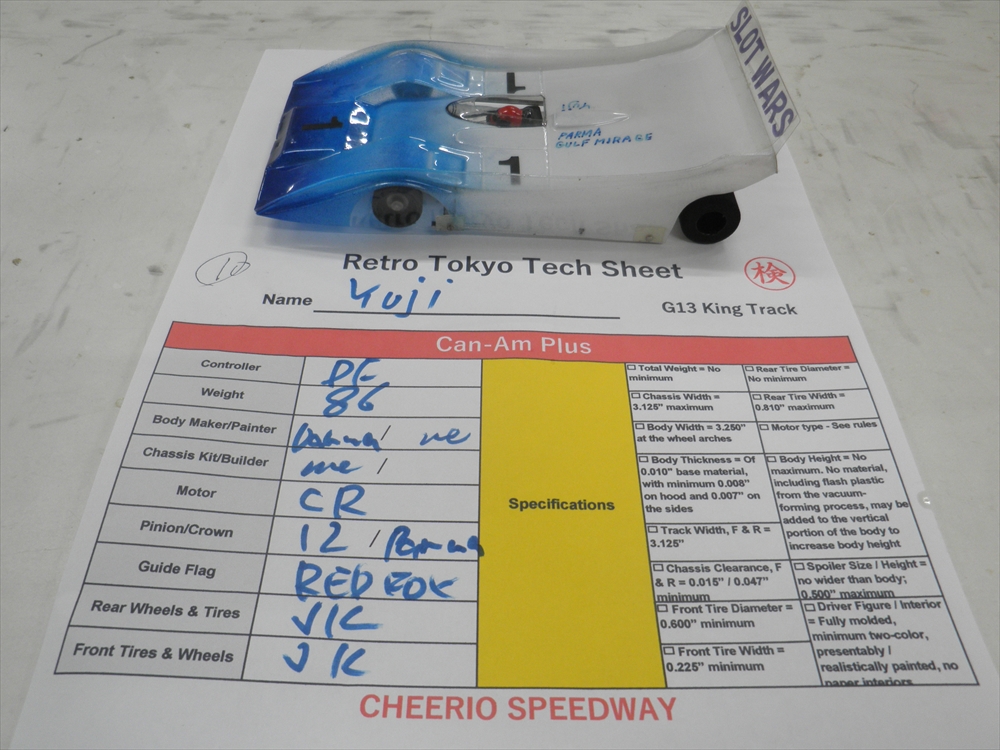 SLOT WARS
1
1
1
PARMA
GULF MIRAGE
Retro Tokyo Tech Sheet
検
Name Yuji
G13 King Track
Can-Am Plus
Controller
Weight 86
Body Maker/Painter / me
Chassis Kit/Builder me /
Motor CR
Pinion/Crown 12 / Parma
Guide Flag RED FOX
Rear Wheels & Tires JK
Front Tires & Wheels JK
Specifications
Total Weight = No
minimum
Chassis Width =
3.125" maximum
Body Width = 3.250"
at the wheel arches
Body Thickness = Of
0.010" base material,
with minimum 0.008"
on hood and 0.007" on
the sides
Track Width, F & R =
3.125"
Chassis Clearance, F
& R = 0.015" / 0.047"
minimum
Front Tire Diameter =
0.600" minimum
Front Tire Width =
0.225" minimum
Rear Tire Diameter =
No minimum
Rear Tire Width =
0.810" maximum
Motor type - See rules
Body Height = No
maximum. No material,
including flash plastic
from the vacuum-
forming process, may be
added to the vertical
portion of the body to
increase body height
Spoiler Size / Height =
no wider than body;
0.500" maximum
Driver Figure / Interior
= Fully molded,
minimum two-color,
presentably /
realistically painted, no
paper interiors
CHEERIO SPEEDWAY